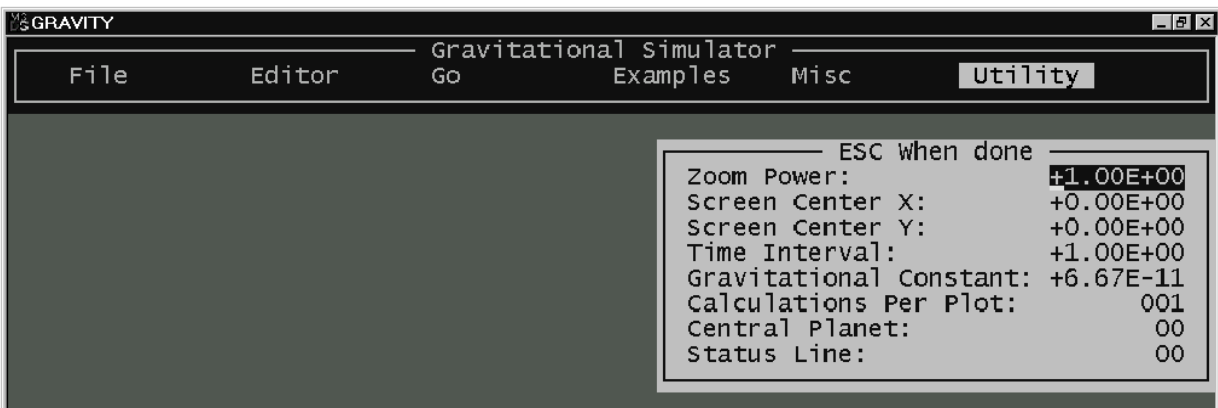 GRAVITY
Gravitational Simulator
File Editor Go Examples Misc Utility
ESC When done
Zoom Power: +1.00E+00
Screen Center X: +0.00E+00
Screen Center Y: +0.00E+00
Time Interval: +1.00E+00
Gravitational Constant: +6.67E-11
Calculations Per Plot: 001
Central Planet: 00
Status Line: 00